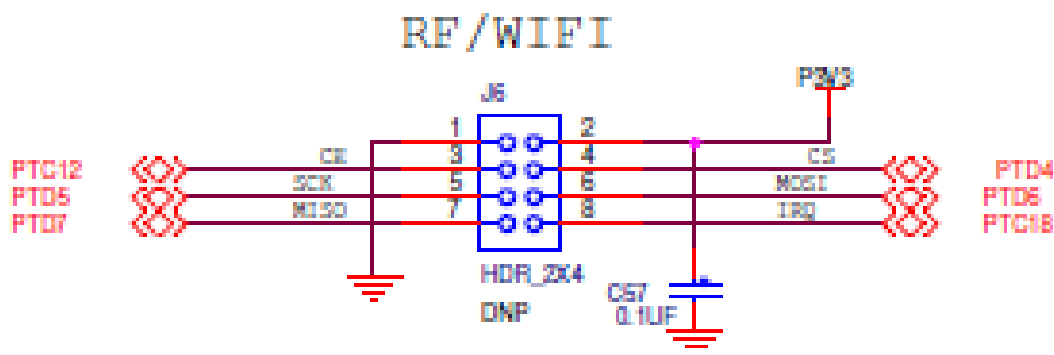 RF/WIFI
P3V3
J6
1 2
PTC12 CE 3 4 CS PTD4
PTD5 SCK 5 6 MOSI PTD6
PTD7 MISO 7 8 IRQ PTC18
HDR_2X4
DNP
C57
0.1UF